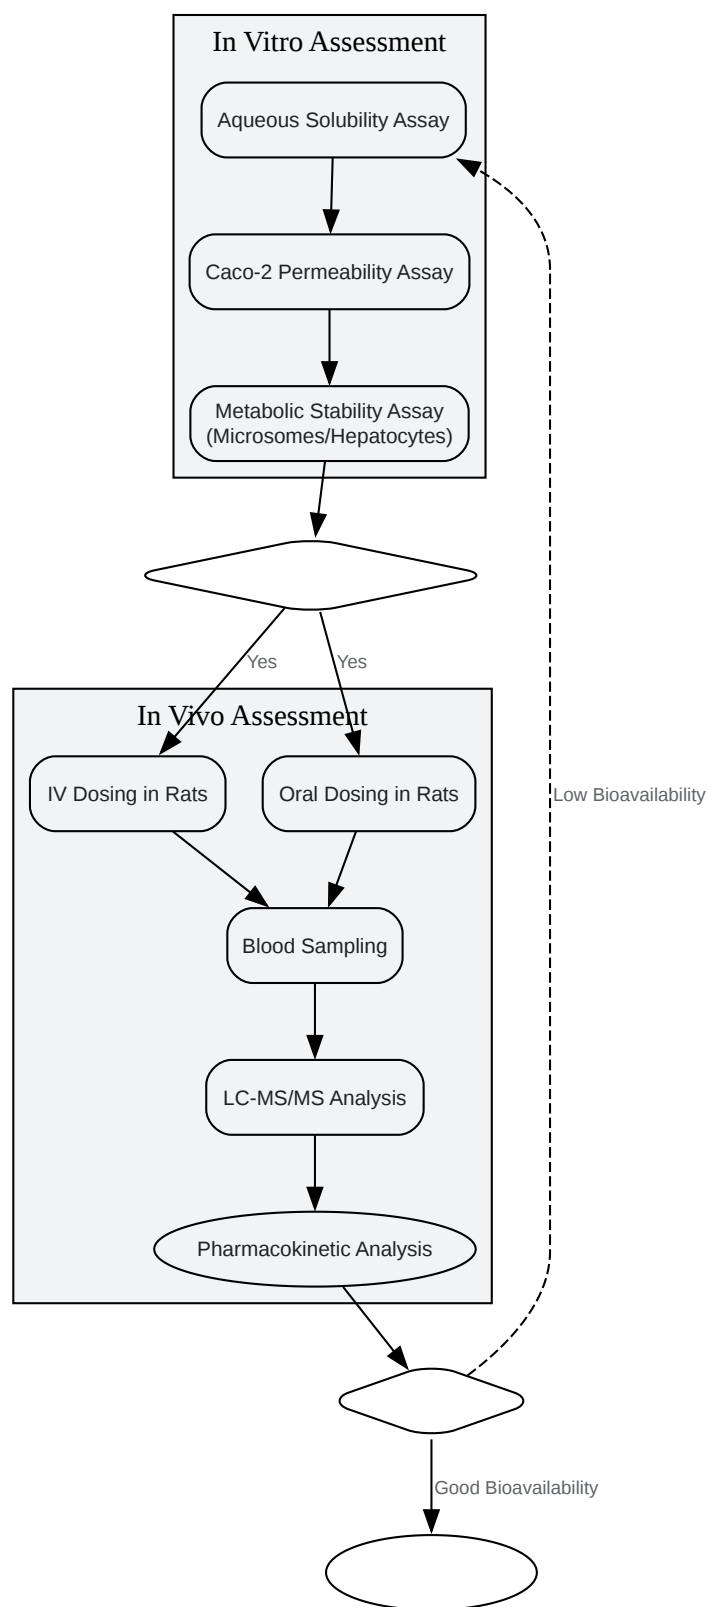 In Vitro Assessment
Aqueous Solubility Assay
Caco-2 Permeability Assay
Metabolic Stability Assay
(Microsomes/Hepatocytes)
Yes
Yes
In Vivo Assessment
IV Dosing in Rats
Oral Dosing in Rats
Low Bioavailability
Blood Sampling
LC-MS/MS Analysis
Pharmacokinetic Analysis
Good Bioavailability